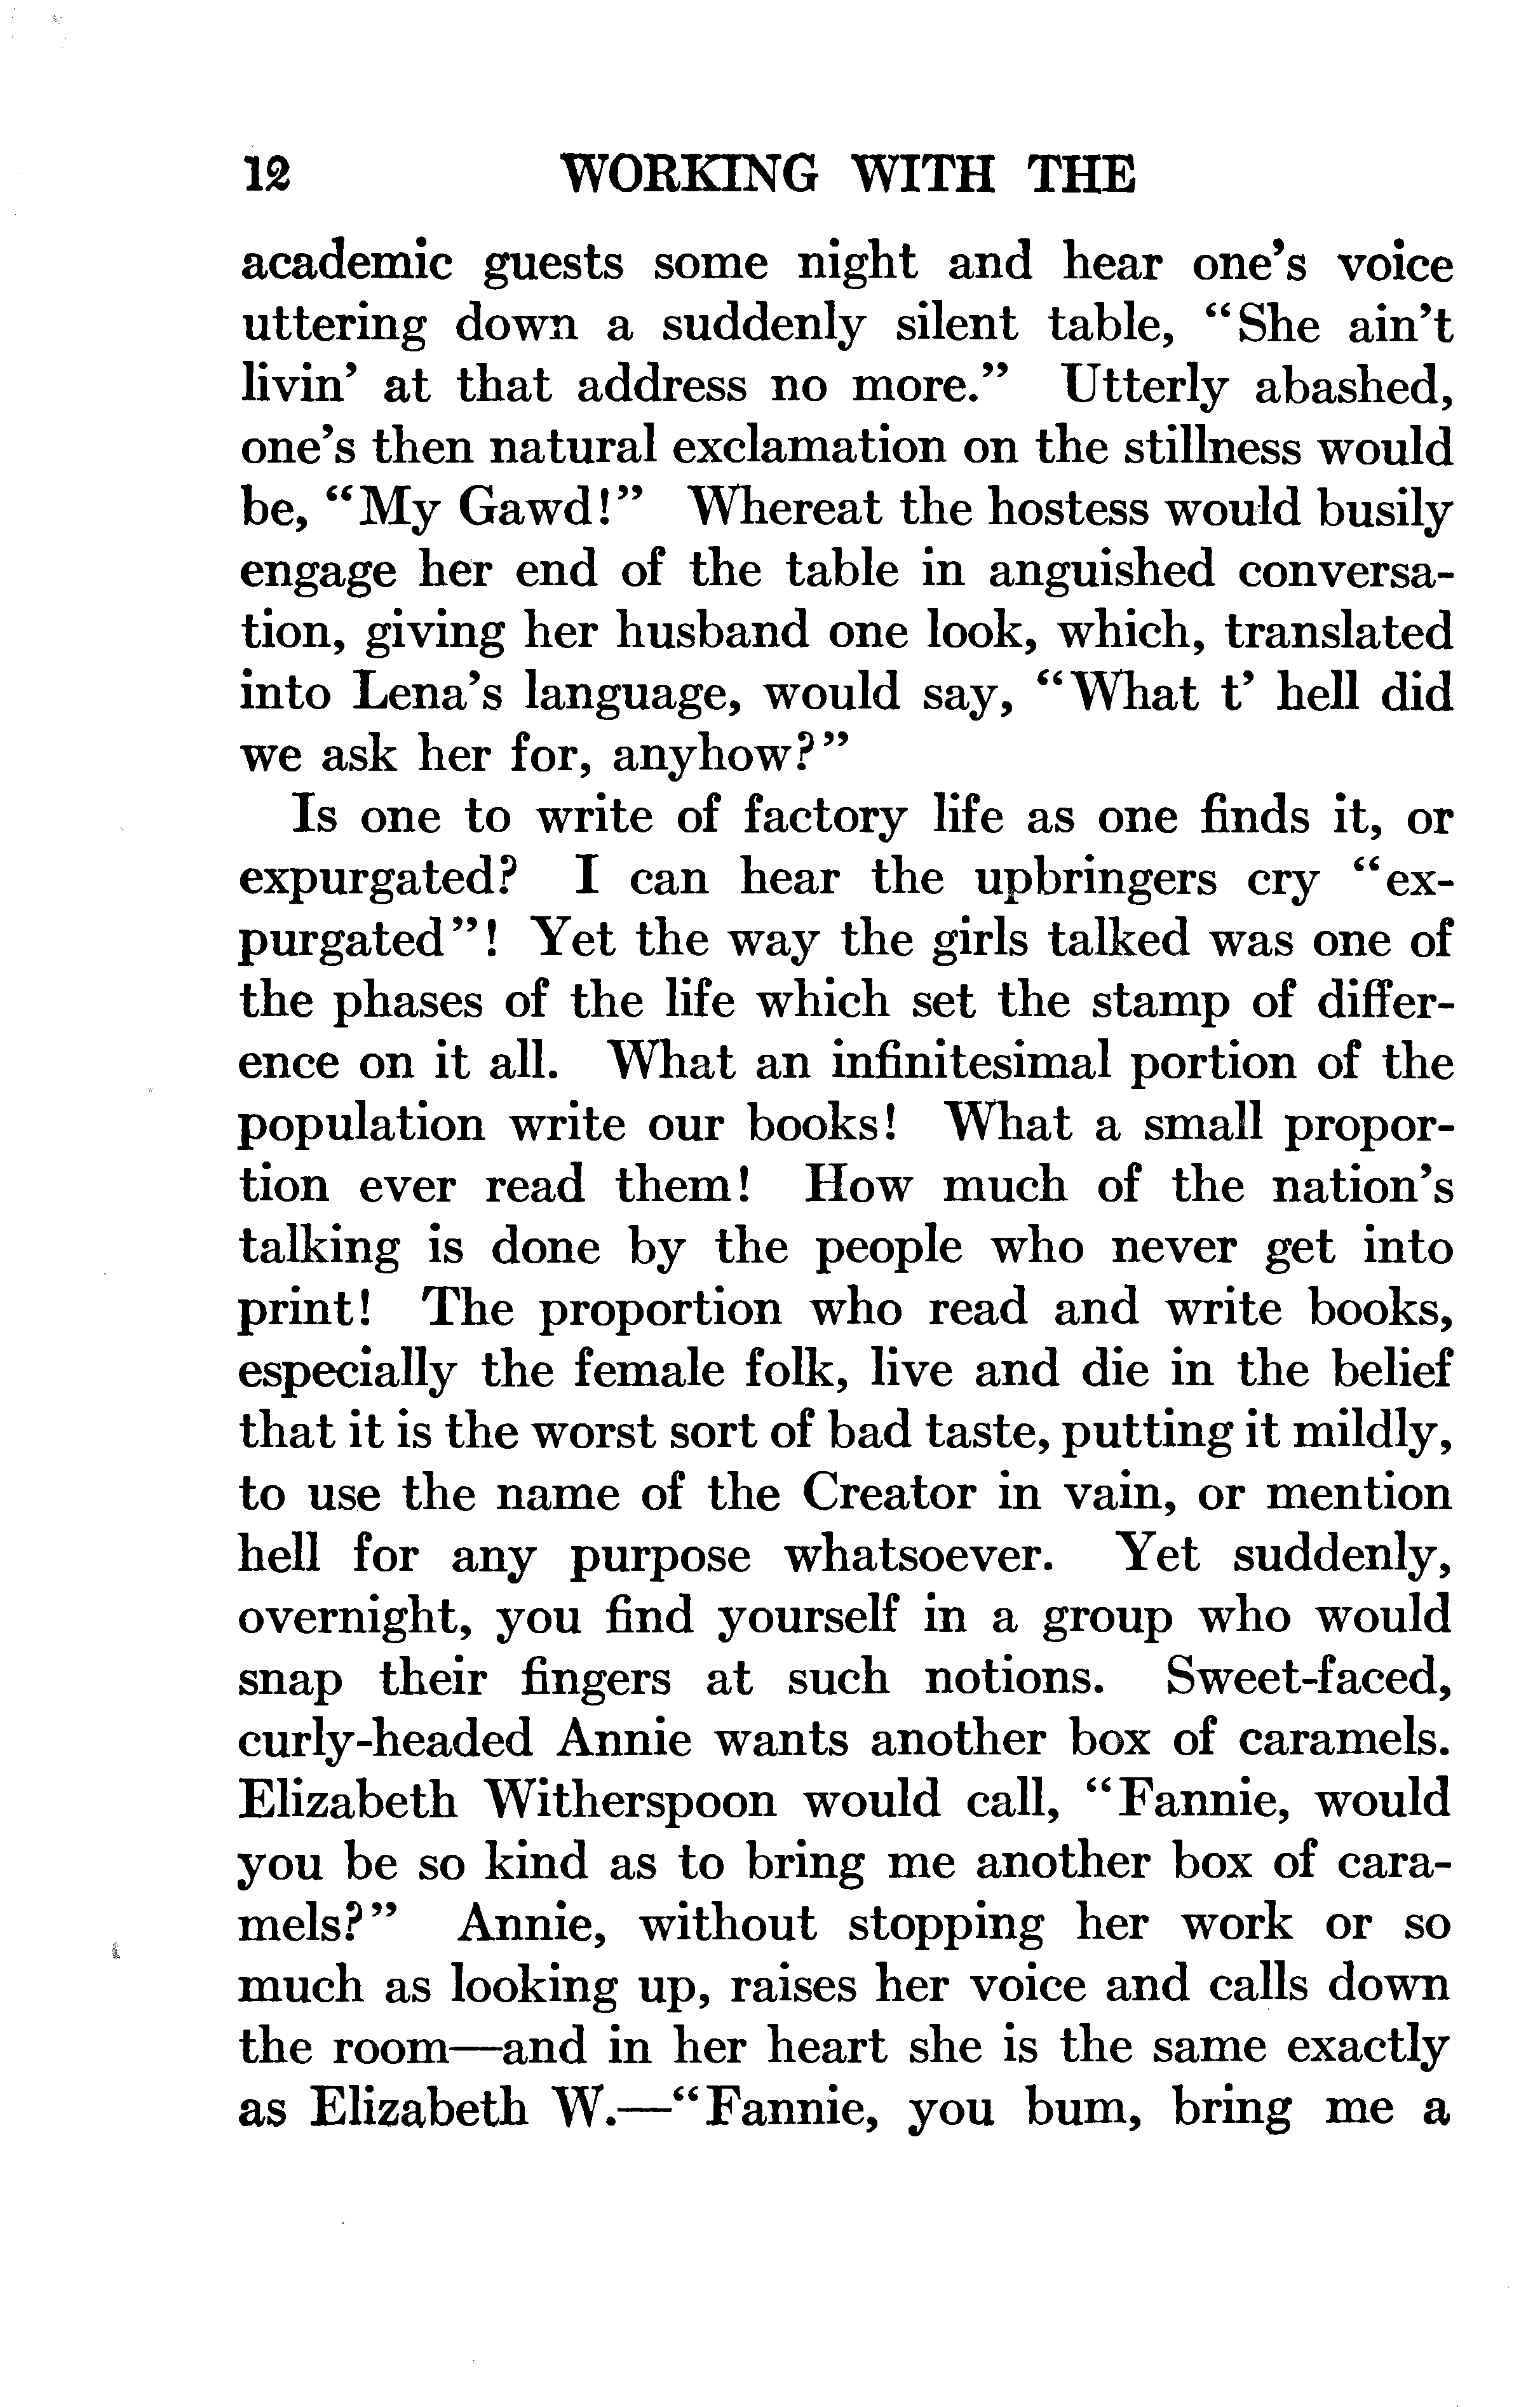 12 WORKING WITH THE
academic guests some night and hear one's voice
uttering down a suddenly silent table, "She ain't
livin' at that address no more." Utterly abashed,
one's then natural exclamation on the stillness would
be, "My Gawd!" Whereat the hostess would busily
engage her end of the table in anguished conversa-
tion, giving her husband one look, which, translated
into Lena's language, would say, "What t' hell did
we ask her for, anyhow?"
Is one to write of factory life as one finds it, or
expurgated? I can hear the upbringers cry "ex-
purgated"! Yet the way the girls talked was one of
the phases of the life which set the stamp of differ-
ence on it all. What an infinitesimal portion of the
population write our books! What a small propor-
tion ever read them! How much of the nation's
talking is done by the people who never get into
print! The proportion who read and write books,
especially the female folk, live and die in the belief
that it is the worst sort of bad taste, putting it mildly,
to use the name of the Creator in vain, or mention
hell for any purpose whatsoever. Yet suddenly,
overnight, you find yourself in a group who would
snap their fingers at such notions. Sweet-faced,
curly-headed Annie wants another box of caramels.
Elizabeth Witherspoon would call, "Fannie, would
you be so kind as to bring me another box of cara-
mels?" Annie, without stopping her work or so
much as looking up, raises her voice and calls down
the room—and in her heart she is the same exactly
as Elizabeth W.—"Fannie, you bum, bring me a